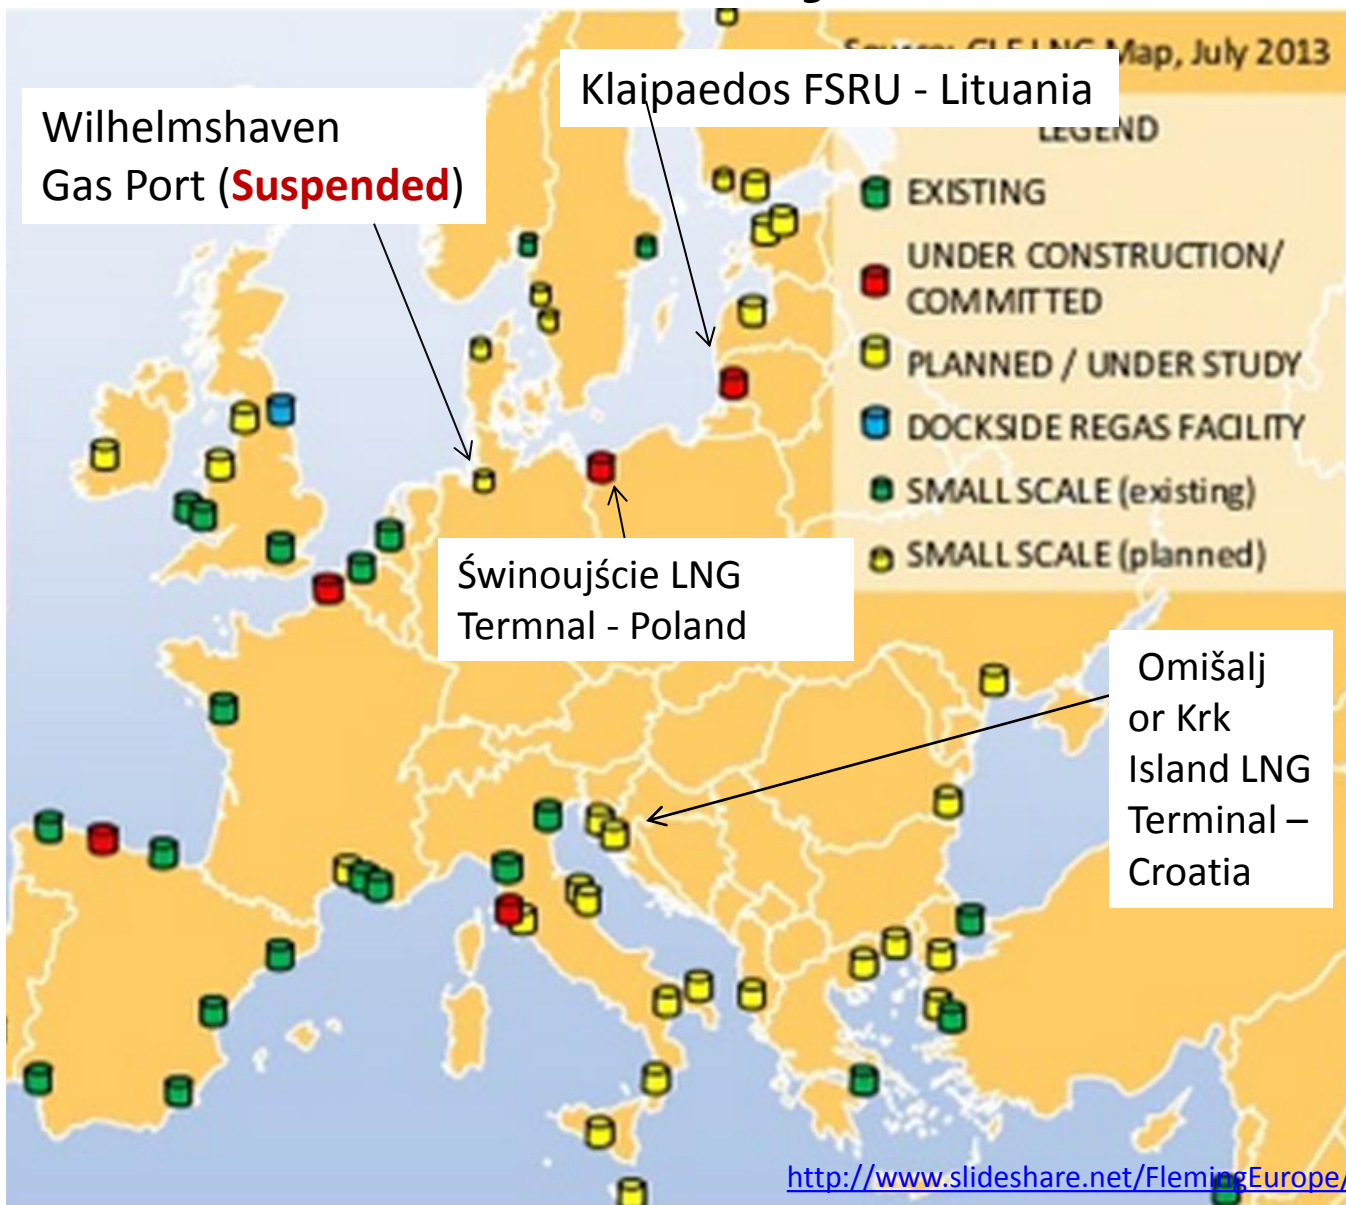 Map, July 2013
Klaipaedos FSRU - Lituania
Wilhelmshaven
Gas Port (Suspended)
LEGEND
EXISTING
UNDER CONSTRUCTION/
COMMITTED
PLANNED / UNDER STUDY
DOCKSIDE REGAS FACILITY
SMALL SCALE (existing)
SMALL SCALE (planned)
Świnoujście LNG
Termnal - Poland
Omišalj
or Krk
Island LNG
Terminal –
Croatia
http://www.slideshare.net/FlemingEurope/